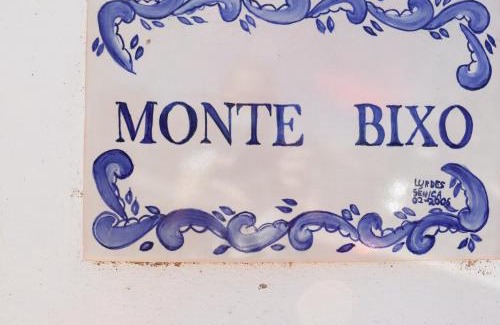 MONTE BIXO
LURDES
SENICA
02-2006